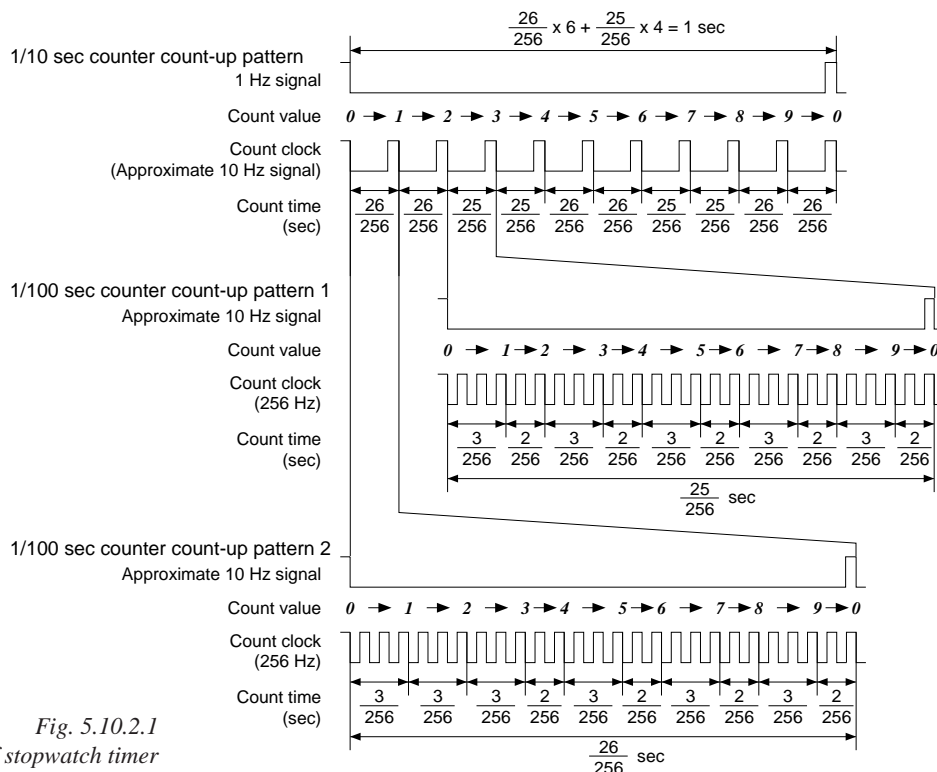 26/256 x 6 + 25/256 x 4 = 1 sec
1/10 sec counter count-up pattern
1 Hz signal
Count value 0 → 1 → 2 → 3 → 4 → 5 → 6 → 7 → 8 → 9 → 0
Count clock
(Approximate 10 Hz signal)
Count time (sec) 26/256 26/256 25/256 25/256 26/256 26/256 25/256 25/256 26/256 26/256
1/100 sec counter count-up pattern 1
Approximate 10 Hz signal
Count value 0 → 1 → 2 → 3 → 4 → 5 → 6 → 7 → 8 → 9 → 0
Count clock
(256 Hz)
Count time (sec) 3/256 2/256 3/256 2/256 3/256 2/256 3/256 2/256 3/256 2/256
25/256 sec
1/100 sec counter count-up pattern 2
Approximate 10 Hz signal
Count value 0 → 1 → 2 → 3 → 4 → 5 → 6 → 7 → 8 → 9 → 0
Count clock
(256 Hz)
Count time (sec) 3/256 3/256 3/256 2/256 3/256 2/256 3/256 2/256 3/256 2/256
26/256 sec
Fig. 5.10.2.1
stopwatch timer